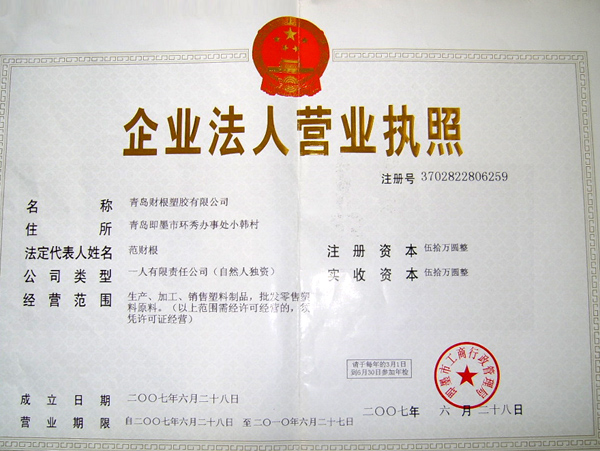 企业法人营业执照
注册号 3702822806259
名称 青岛财根塑胶有限公司
住所 青岛即墨市环秀办事处小韩村
法定代表人姓名 范财根
注册资本 伍拾万圆整
公司类型 一人有限责任公司（自然人独资）
实收资本 伍拾万圆整
经营范围 生产、加工、销售塑料制品，批发零售塑
料原料。（以上范围需经许可经营的，须
凭许可证经营）
请于每年的3月1日
到6月30日参加年检
即墨市工商行政管理局
成立日期 二〇〇七年六月二十八日
二〇〇七年 六月二十八日
营业期限 自二〇〇七年六月二十八日 至二〇一〇年六月二十七日